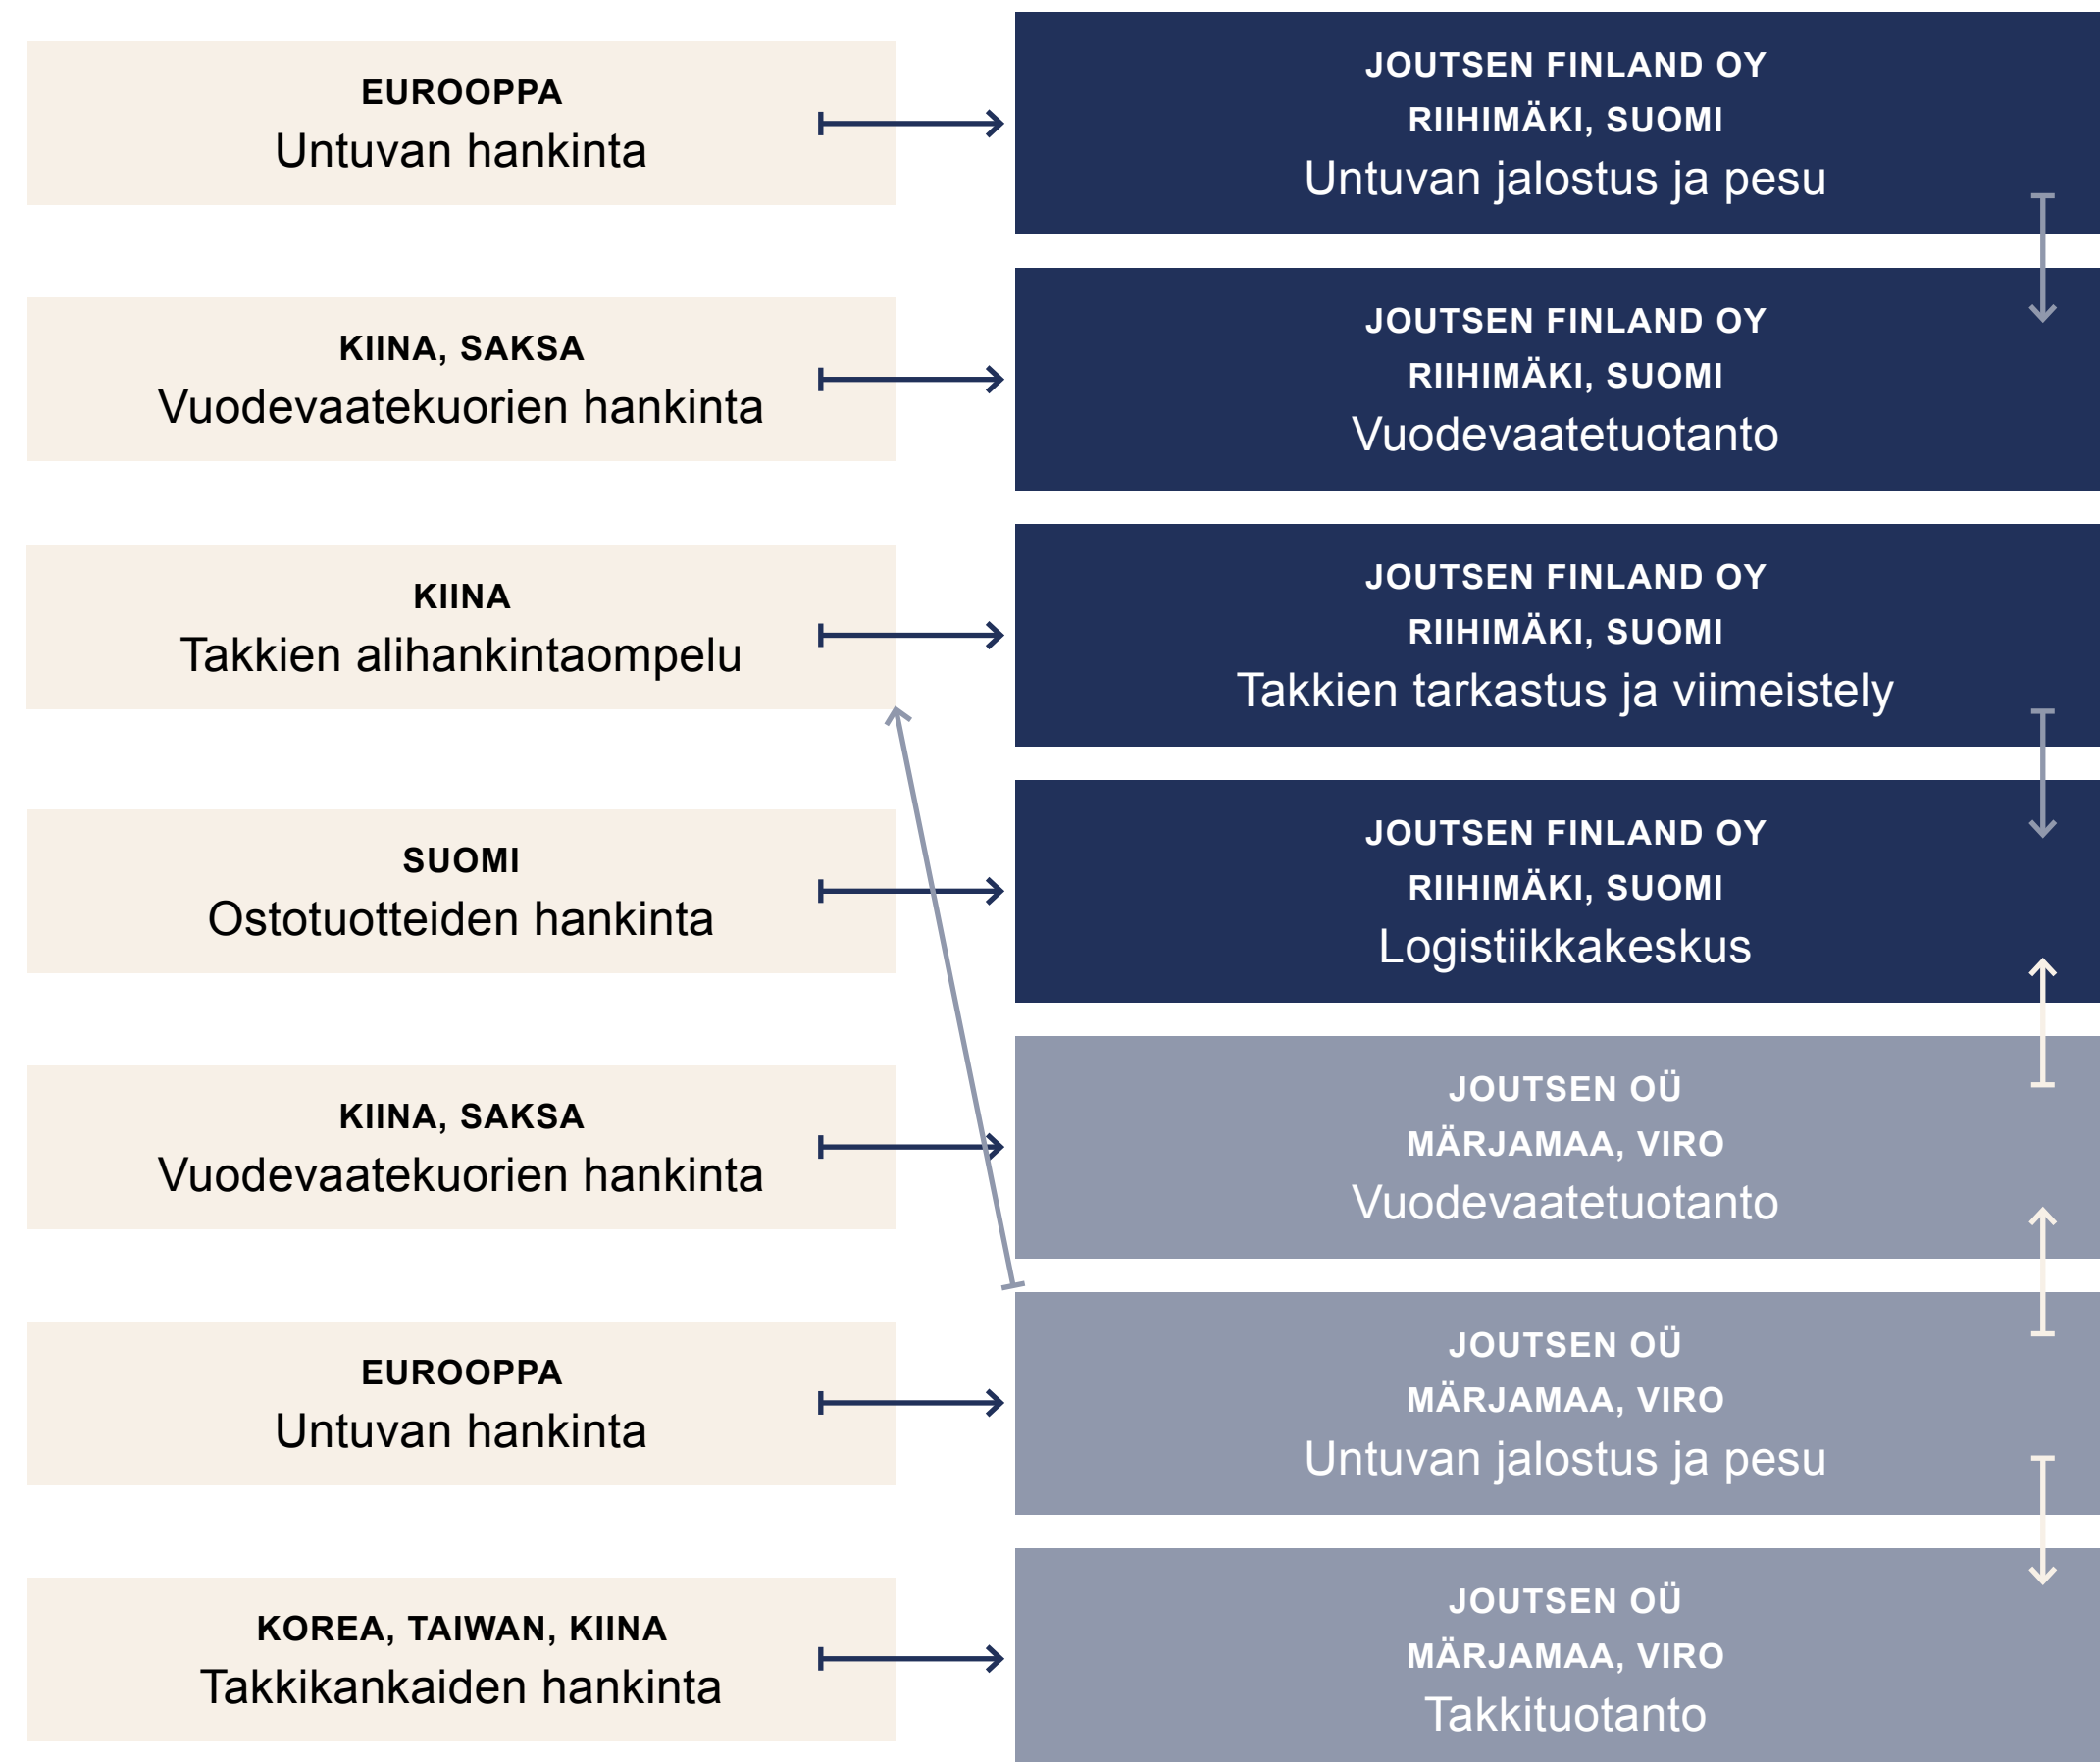 EUROOPPA
Untuvan hankinta
JOUTSEN FINLAND OY
RIIHIMÄKI, SUOMI
Untuvan jalostus ja pesu
KIINA, SAKSA
Vuodevaatekuorien hankinta
JOUTSEN FINLAND OY
RIIHIMÄKI, SUOMI
Vuodevaatetuotanto
KIINA
Takkien alihankintaompelu
JOUTSEN FINLAND OY
RIIHIMÄKI, SUOMI
Takkien tarkastus ja viimeistely
SUOMI
Ostotuotteiden hankinta
JOUTSEN FINLAND OY
RIIHIMÄKI, SUOMI
Logistiikkakeskus
KIINA, SAKSA
Vuodevaatekuorien hankinta
JOUTSEN OÜ
MÄRJAMAA, VIRO
Vuodevaatetuotanto
EUROOPPA
Untuvan hankinta
JOUTSEN OÜ
MÄRJAMAA, VIRO
Untuvan jalostus ja pesu
KOREA, TAIWAN, KIINA
Takkikankaiden hankinta
JOUTSEN OÜ
MÄRJAMAA, VIRO
Takkituotanto